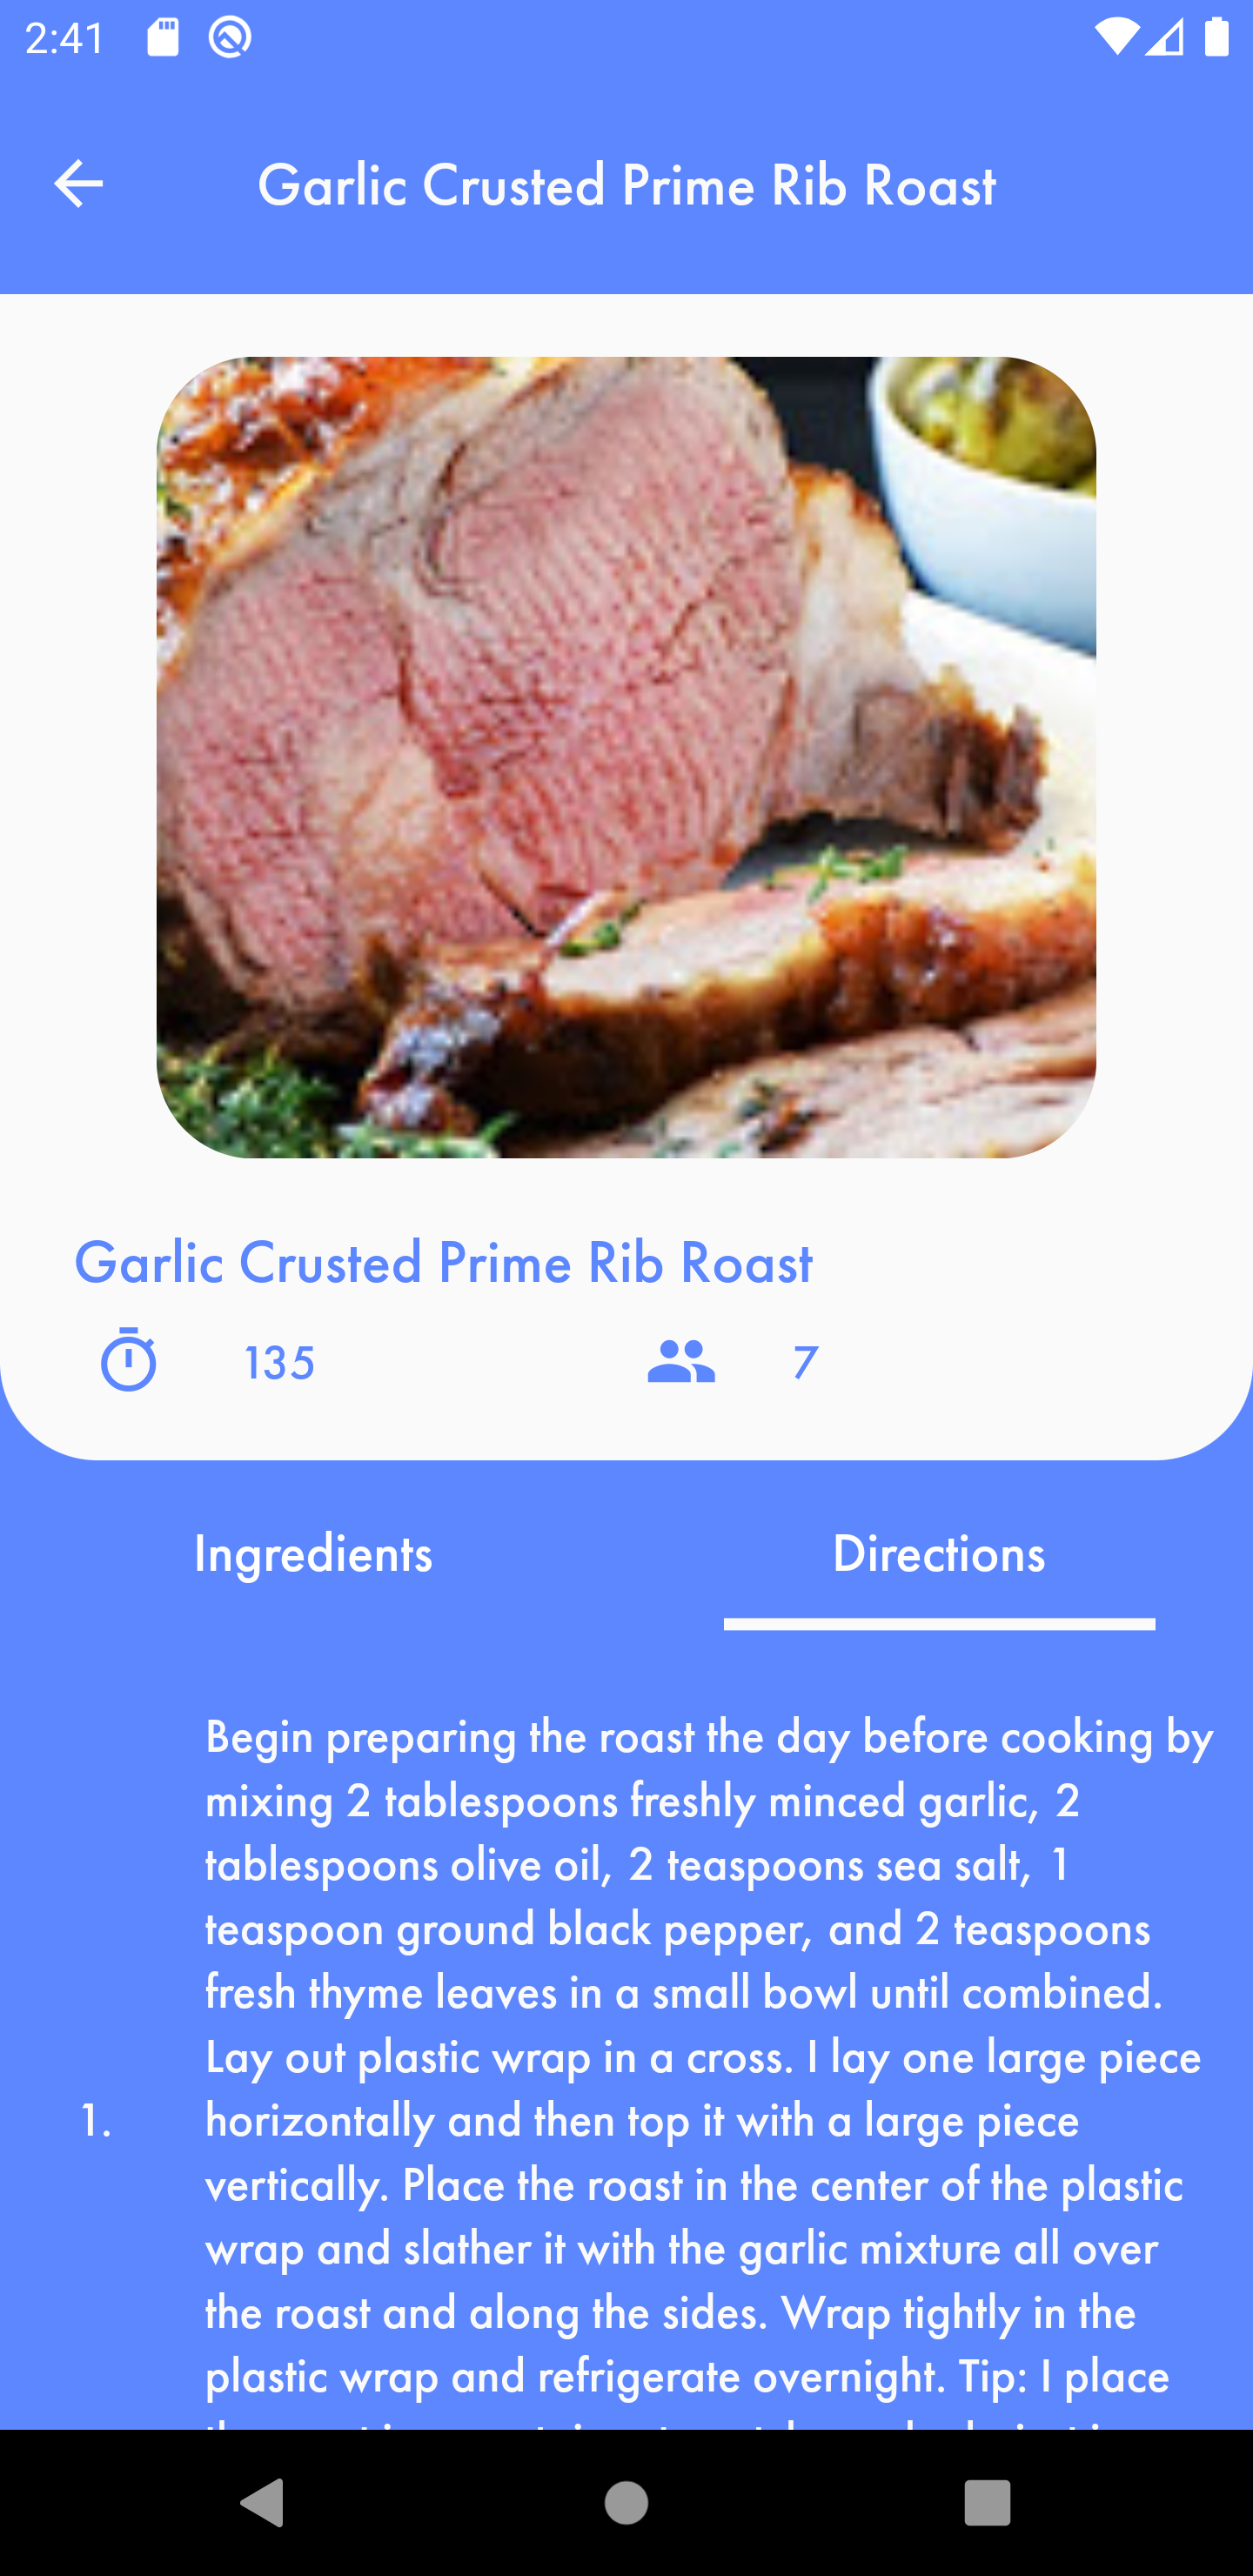 2:41
Garlic Crusted Prime Rib Roast
Garlic Crusted Prime Rib Roast
135
7
Ingredients
Directions
1.
Begin preparing the roast the day before cooking by
mixing 2 tablespoons freshly minced garlic, 2
tablespoons olive oil, 2 teaspoons sea salt, 1
teaspoon ground black pepper, and 2 teaspoons
fresh thyme leaves in a small bowl until combined.
Lay out plastic wrap in a cross. I lay one large piece
horizontally and then top it with a large piece
vertically. Place the roast in the center of the plastic
wrap and slather it with the garlic mixture all over
the roast and along the sides. Wrap tightly in the
plastic wrap and refrigerate overnight. Tip: I place